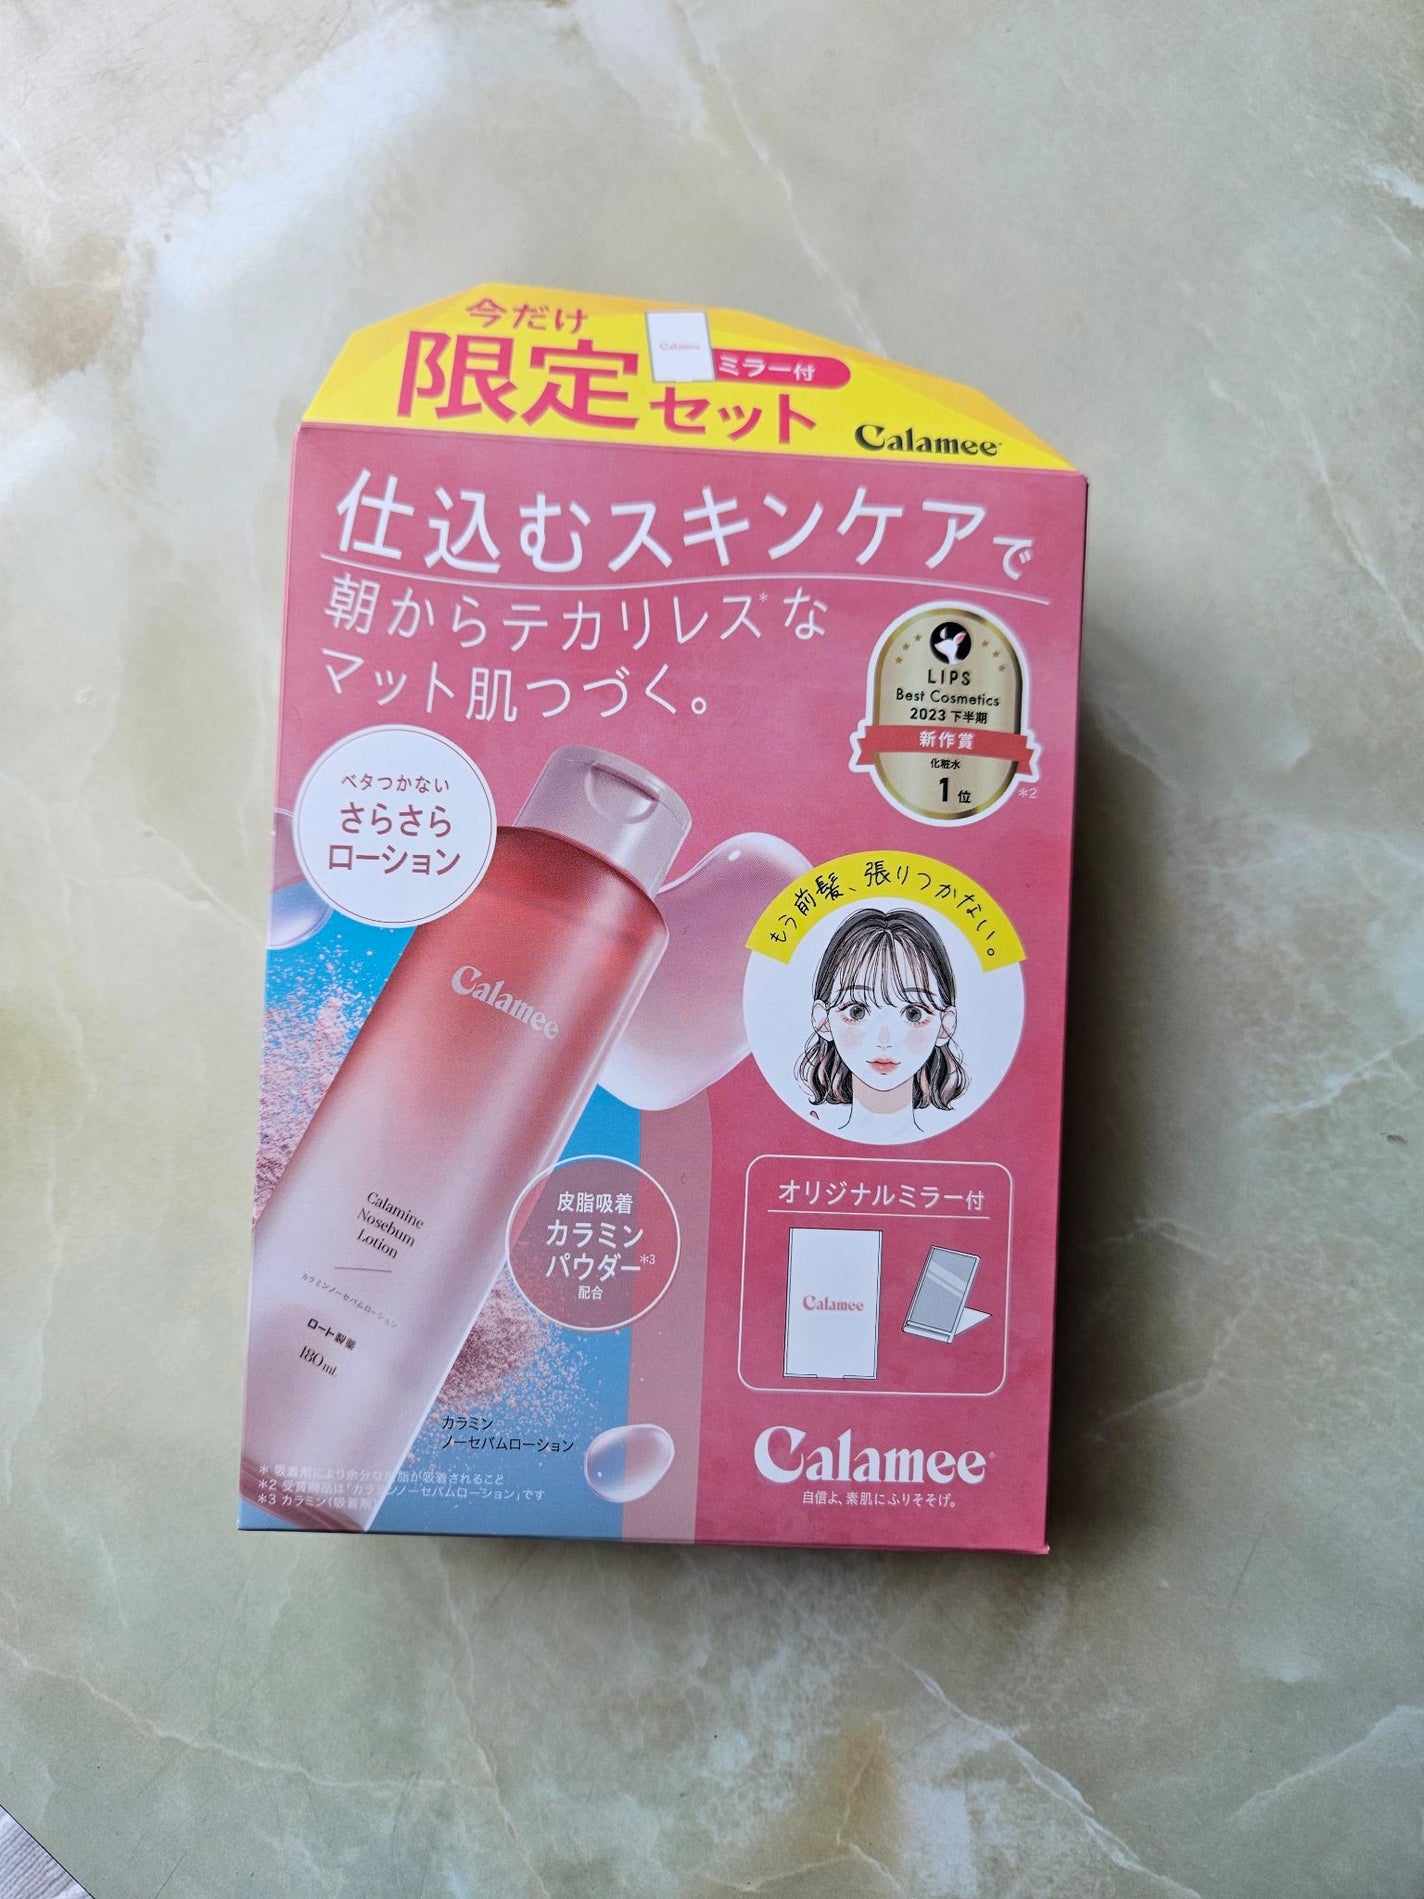 今だけ
限定
Calamee
ミラー付
セット
Calamee
仕込むスキンケアで
朝からテカリレス*な
マット肌つづく。
LIPS
Best Cosmetics
2023 下半期
新作賞
化粧水
1位
*2
ベタつかない
さらさら
ローション
もう前髪、張りつかない。
Calamee
Calamine
Nosebum
Lotion
カラミンノーセバムローション
ロート製薬
180mL
皮脂吸着
カラミン
パウダー*3
配合
オリジナルミラー付
Calamee
カラミン
ノーセバムローション
* 吸着剤により余分な皮脂が吸着されること
*2 受賞商品は「カラミンノーセバムローション」です
*3 カラミン(吸着剤)
Calamee
自信よ、素肌にふりそそげ。